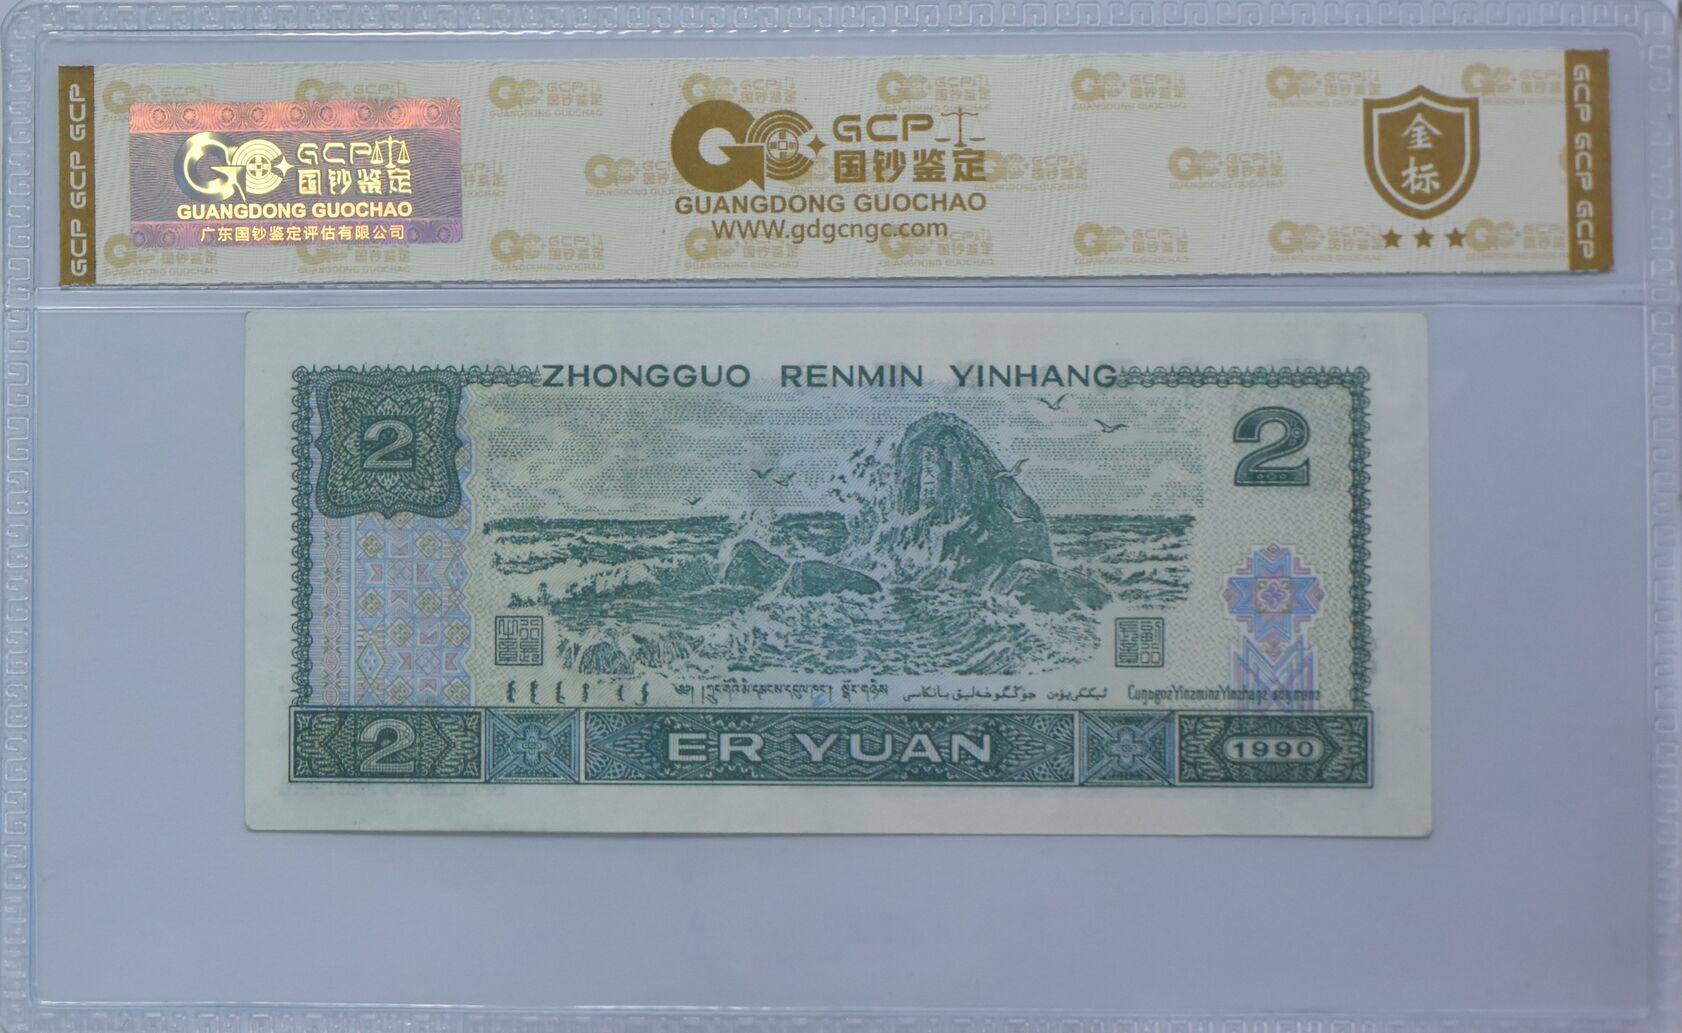 GCP GCP GCP
GCP
国钞鉴定
GUANGDONG GUOCHAO
广东国钞鉴定评估有限公司
GCP
国钞鉴定
GUANGDONG GUOCHAO
WWW.gdgcngc.com
金
标
GCP GCP GCP
ZHONGGUO RENMIN YINHANG
2
2
2
ER YUAN
1990